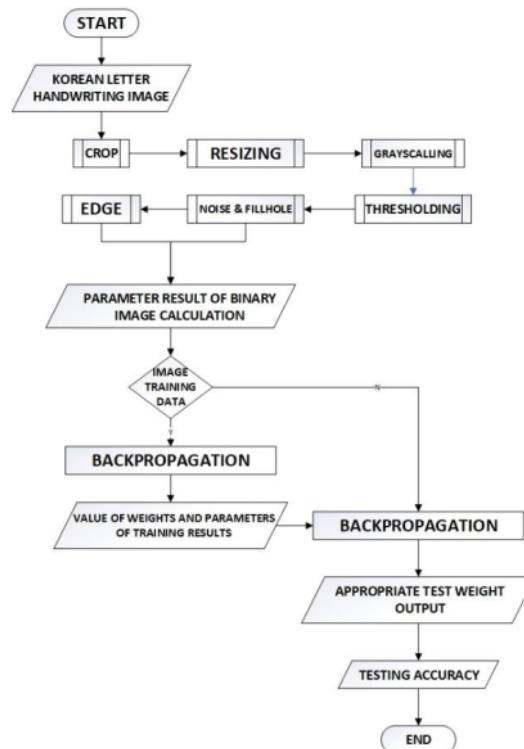 START
KOREAN LETTER
HANDWRITING IMAGE
CROP
RESIZING
GRAYSCALLING
THRESHOLDING
NOISE & FILLHOLE
EDGE
PARAMETER RESULT OF BINARY
IMAGE CALCULATION
IMAGE
TRAINING
DATA
N
Y
BACKPROPAGATION
VALUE OF WEIGHTS AND PARAMETERS
OF TRAINING RESULTS
BACKPROPAGATION
APPROPRIATE TEST WEIGHT
OUTPUT
TESTING ACCURACY
END